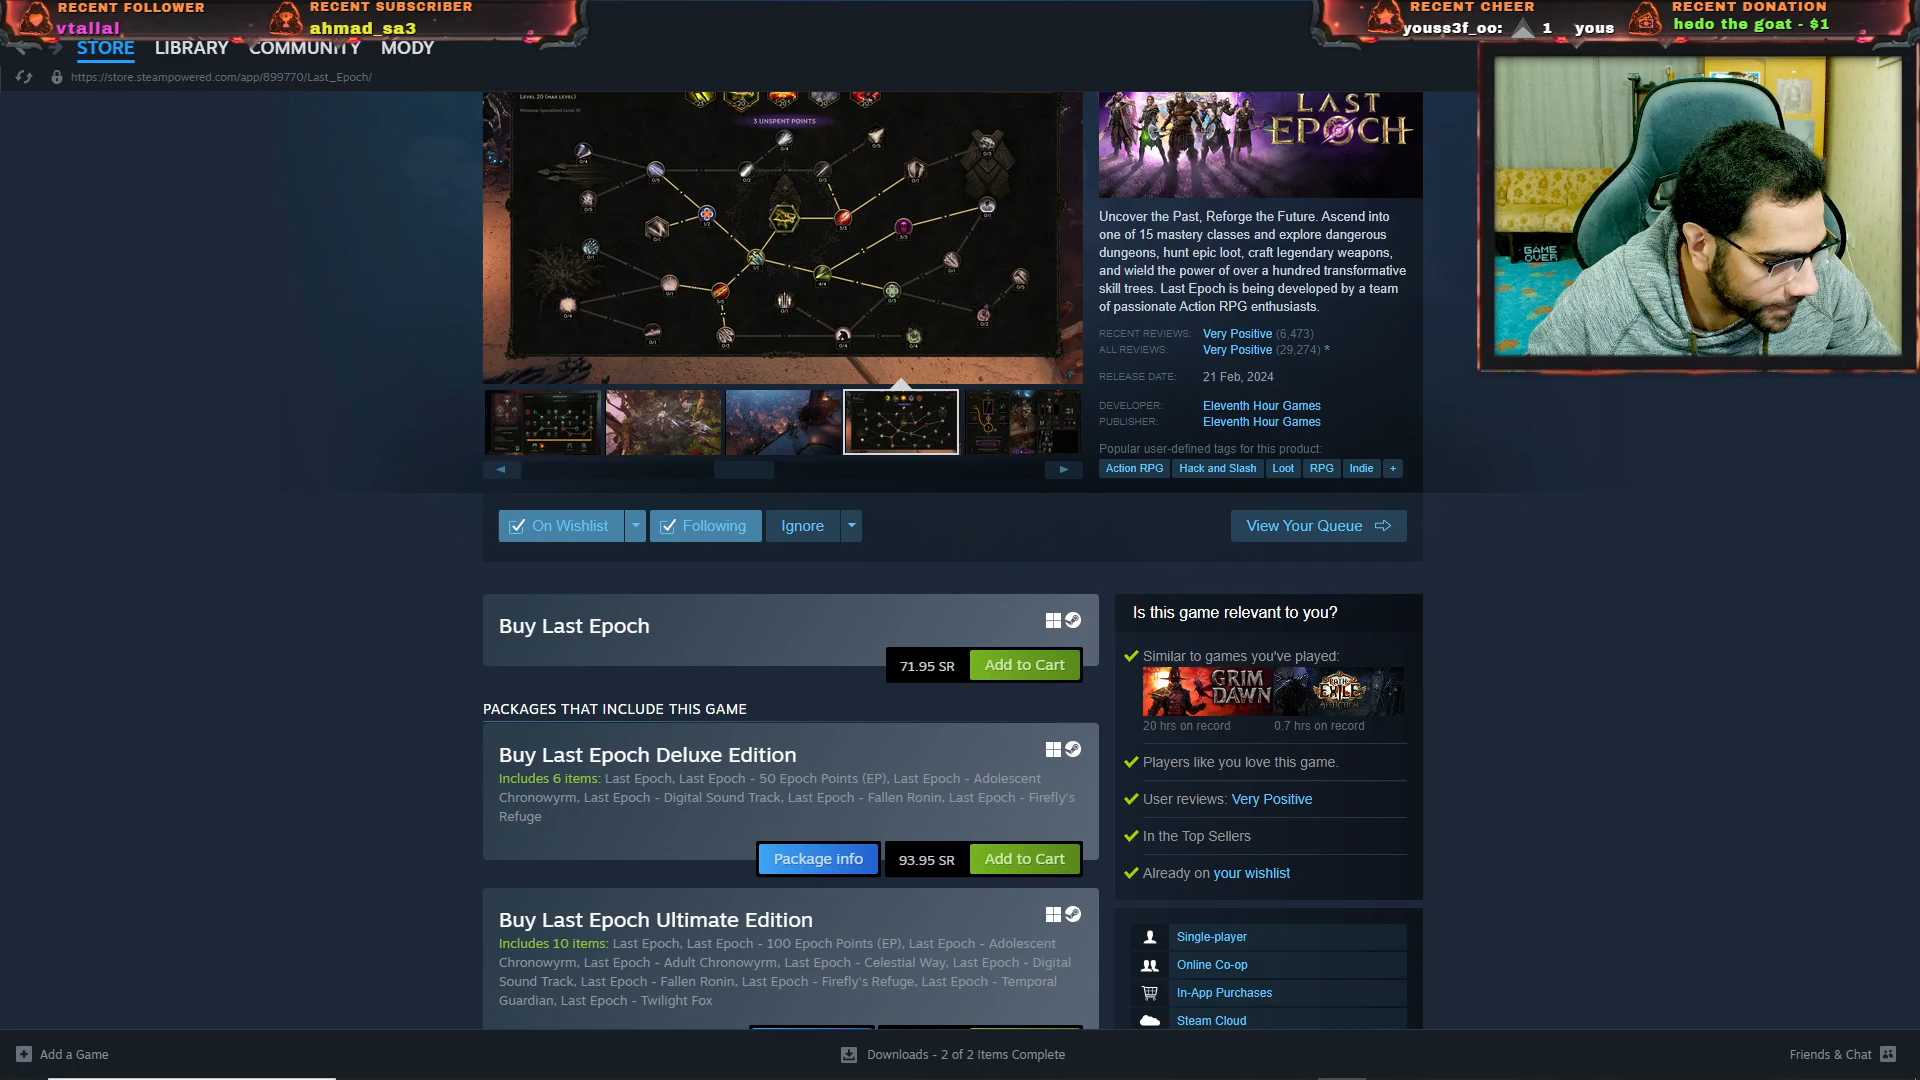 RECENT FOLLOWER
vtallal
RECENT SUBSCRIBER
ahmad_sa3
RECENT CHEER
youss3f_oo: 1 yous
RECENT DONATION
hedo the goat - $1
STORE LIBRARY COMMUNITY MODY
https://store.steampowered.com/app/899770/Last_Epoch/
LEVEL 20 (MAX LEVEL)
3 UNSPENT POINTS
LAST EPOCH
GAME OVER
Uncover the Past, Reforge the Future. Ascend into
one of 15 mastery classes and explore dangerous
dungeons, hunt epic loot, craft legendary weapons,
and wield the power of over a hundred transformative
skill trees. Last Epoch is being developed by a team
of passionate Action RPG enthusiasts.
RECENT REVIEWS: Very Positive (6,473)
ALL REVIEWS: Very Positive (29,274) *
RELEASE DATE: 21 Feb, 2024
DEVELOPER: Eleventh Hour Games
PUBLISHER: Eleventh Hour Games
Popular user-defined tags for this product:
Action RPG Hack and Slash Loot RPG Indie +
On Wishlist Following Ignore View Your Queue
Buy Last Epoch
71.95 SR Add to Cart
PACKAGES THAT INCLUDE THIS GAME
Buy Last Epoch Deluxe Edition
Includes 6 items: Last Epoch, Last Epoch - 50 Epoch Points (EP), Last Epoch - Adolescent
Chronowyrm, Last Epoch - Digital Sound Track, Last Epoch - Fallen Ronin, Last Epoch - Firefly's
Refuge
Package info 93.95 SR Add to Cart
Buy Last Epoch Ultimate Edition
Includes 10 items: Last Epoch, Last Epoch - 100 Epoch Points (EP), Last Epoch - Adolescent
Chronowyrm, Last Epoch - Adult Chronowyrm, Last Epoch - Celestial Way, Last Epoch - Digital
Sound Track, Last Epoch - Fallen Ronin, Last Epoch - Firefly's Refuge, Last Epoch - Temporal
Guardian, Last Epoch - Twilight Fox
Is this game relevant to you?
Similar to games you've played:
GRIM DAWN
PATH OF EXILE AFFLICTION
20 hrs on record 0.7 hrs on record
Players like you love this game.
User reviews: Very Positive
In the Top Sellers
Already on your wishlist
Single-player
Online Co-op
In-App Purchases
Steam Cloud
Add a Game Downloads - 2 of 2 Items Complete Friends & Chat